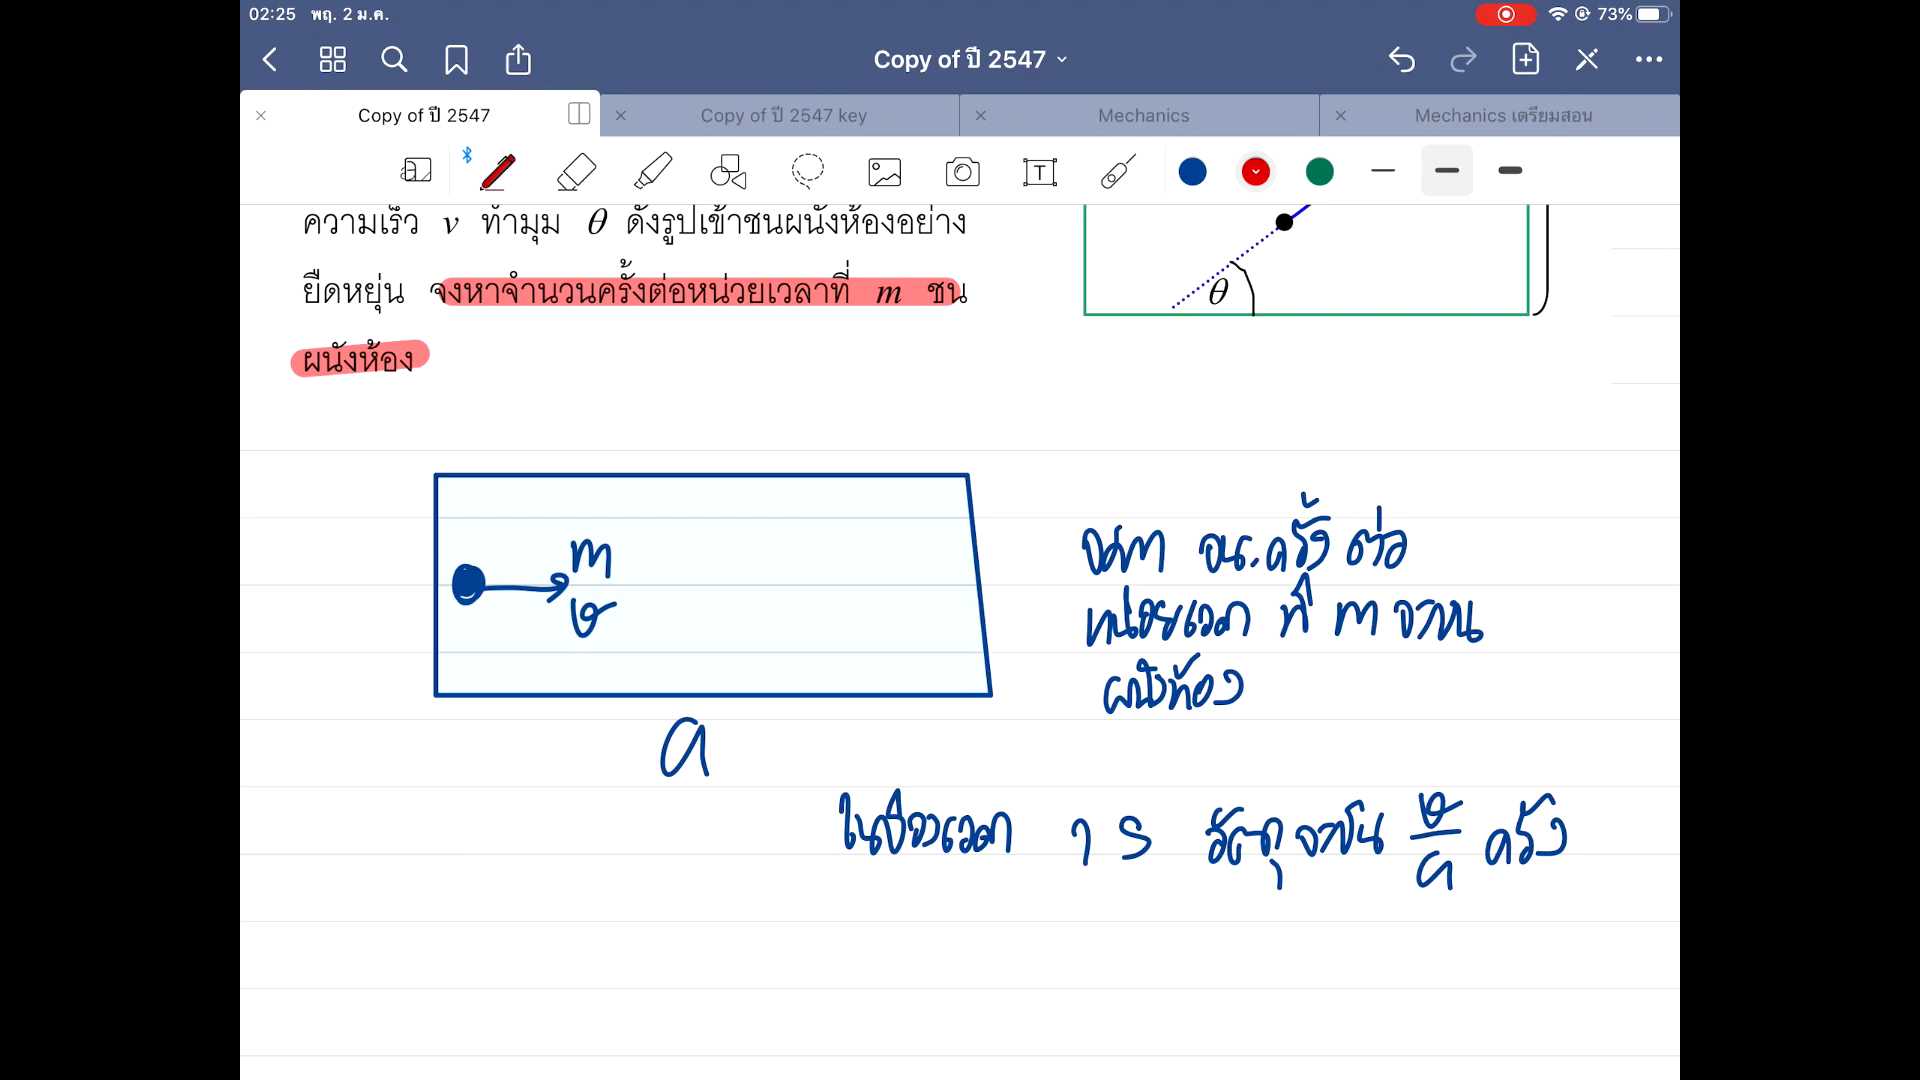 02:25 พฤ. 2 ม.ค.
73%
Copy of ปี 2547
Copy of ปี 2547
Copy of ปี 2547 key
Mechanics
Mechanics เตรียมสอน
ความเร็ว v ทำมุม θ ดังรูปเข้าชนผนังห้องอย่าง
ยืดหยุ่น จงหาจำนวนครั้งต่อหน่วยเวลาที่ m ชน
ผนังห้อง
θ
m
v
a
จงหา จน.ครั้ง ต่อ
หน่วยเวลา ที่ m จะชน
ผนังห้อง
ในช่วงเวลา 1 s วัตถุจะชน v/a ครั้ง